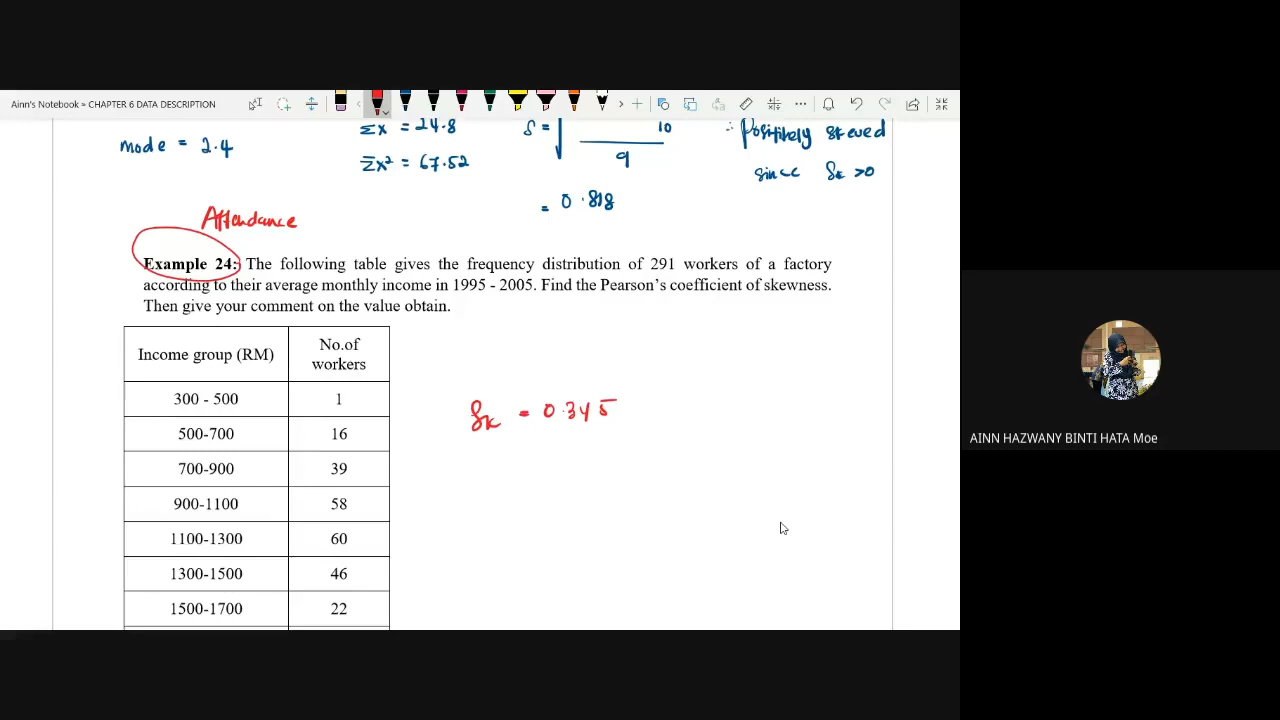 Ainn's Notebook » CHAPTER 6 DATA DESCRIPTION
mode = 2.4
Σx = 24.8
Σx² = 67.52
s = √
10
9
= 0.818
∴ Positively skewed
since Sk >0
Attendance
Example 24: The following table gives the frequency distribution of 291 workers of a factory
according to their average monthly income in 1995 - 2005. Find the Pearson's coefficient of skewness.
Then give your comment on the value obtain.
Income group (RM) No.of
workers
300 - 500 1
500-700 16
700-900 39
900-1100 58
1100-1300 60
1300-1500 46
1500-1700 22
Sk = 0.345
AINN HAZWANY BINTI HATA Moe